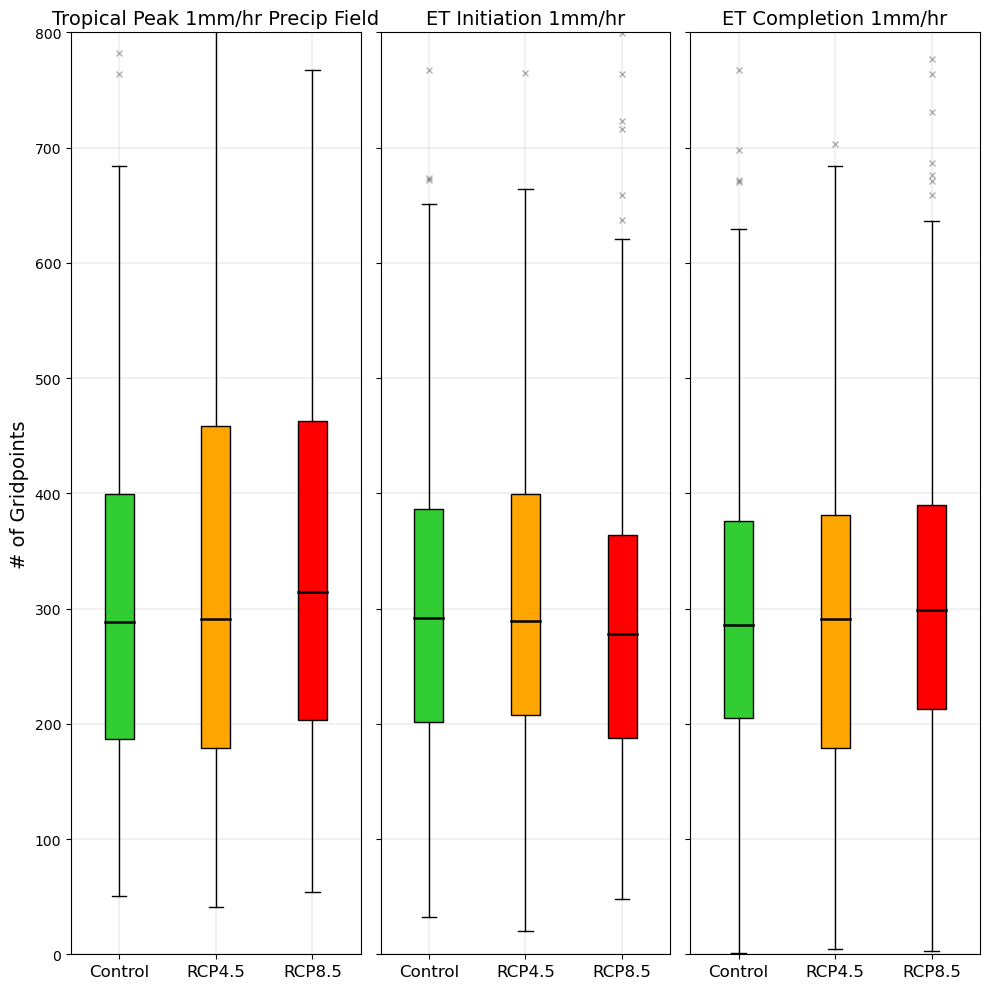 Tropical Peak 1mm/hr Precip Field
ET Initiation 1mm/hr
ET Completion 1mm/hr
# of Gridpoints
800
700
600
500
400
300
200
100
0
Control RCP4.5 RCP8.5
Control RCP4.5 RCP8.5
Control RCP4.5 RCP8.5